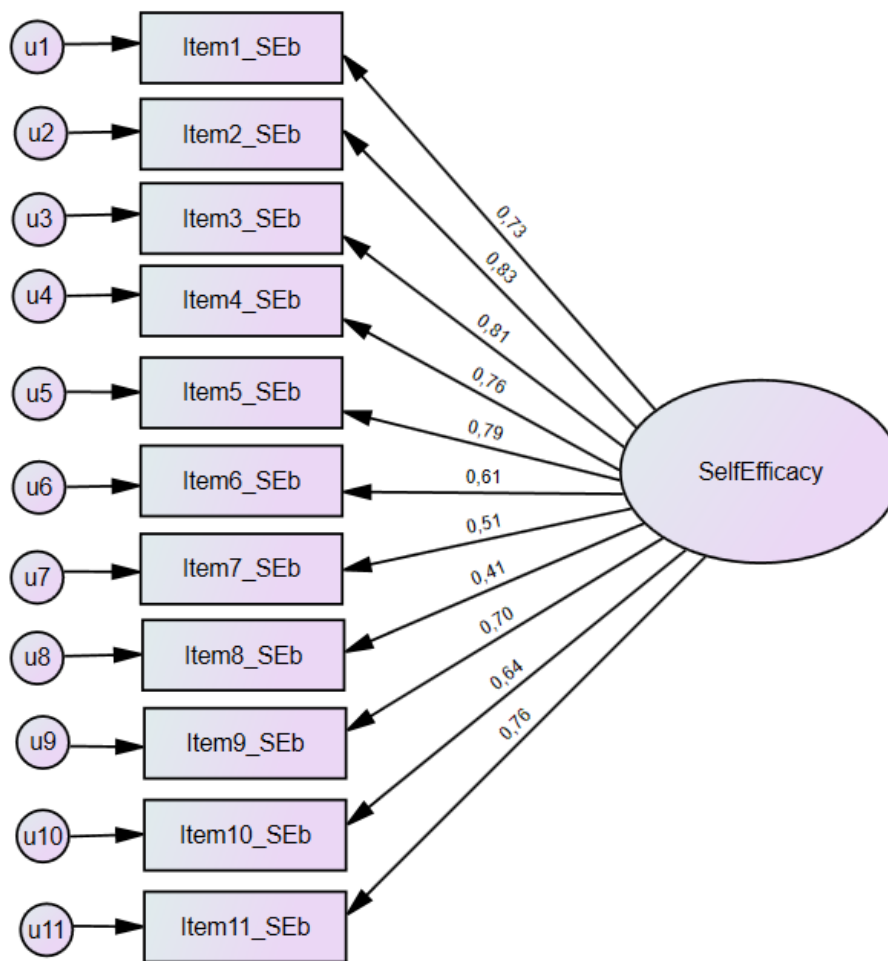 u1 Item1_SEb
u2 Item2_SEb
u3 Item3_SEb
u4 Item4_SEb
u5 Item5_SEb
u6 Item6_SEb
u7 Item7_SEb
u8 Item8_SEb
u9 Item9_SEb
u10 Item10_SEb
u11 Item11_SEb
0,73
0,83
0,81
0,76
0,79
0,61
0,51
0,41
0,70
0,64
0,76
SelfEfficacy